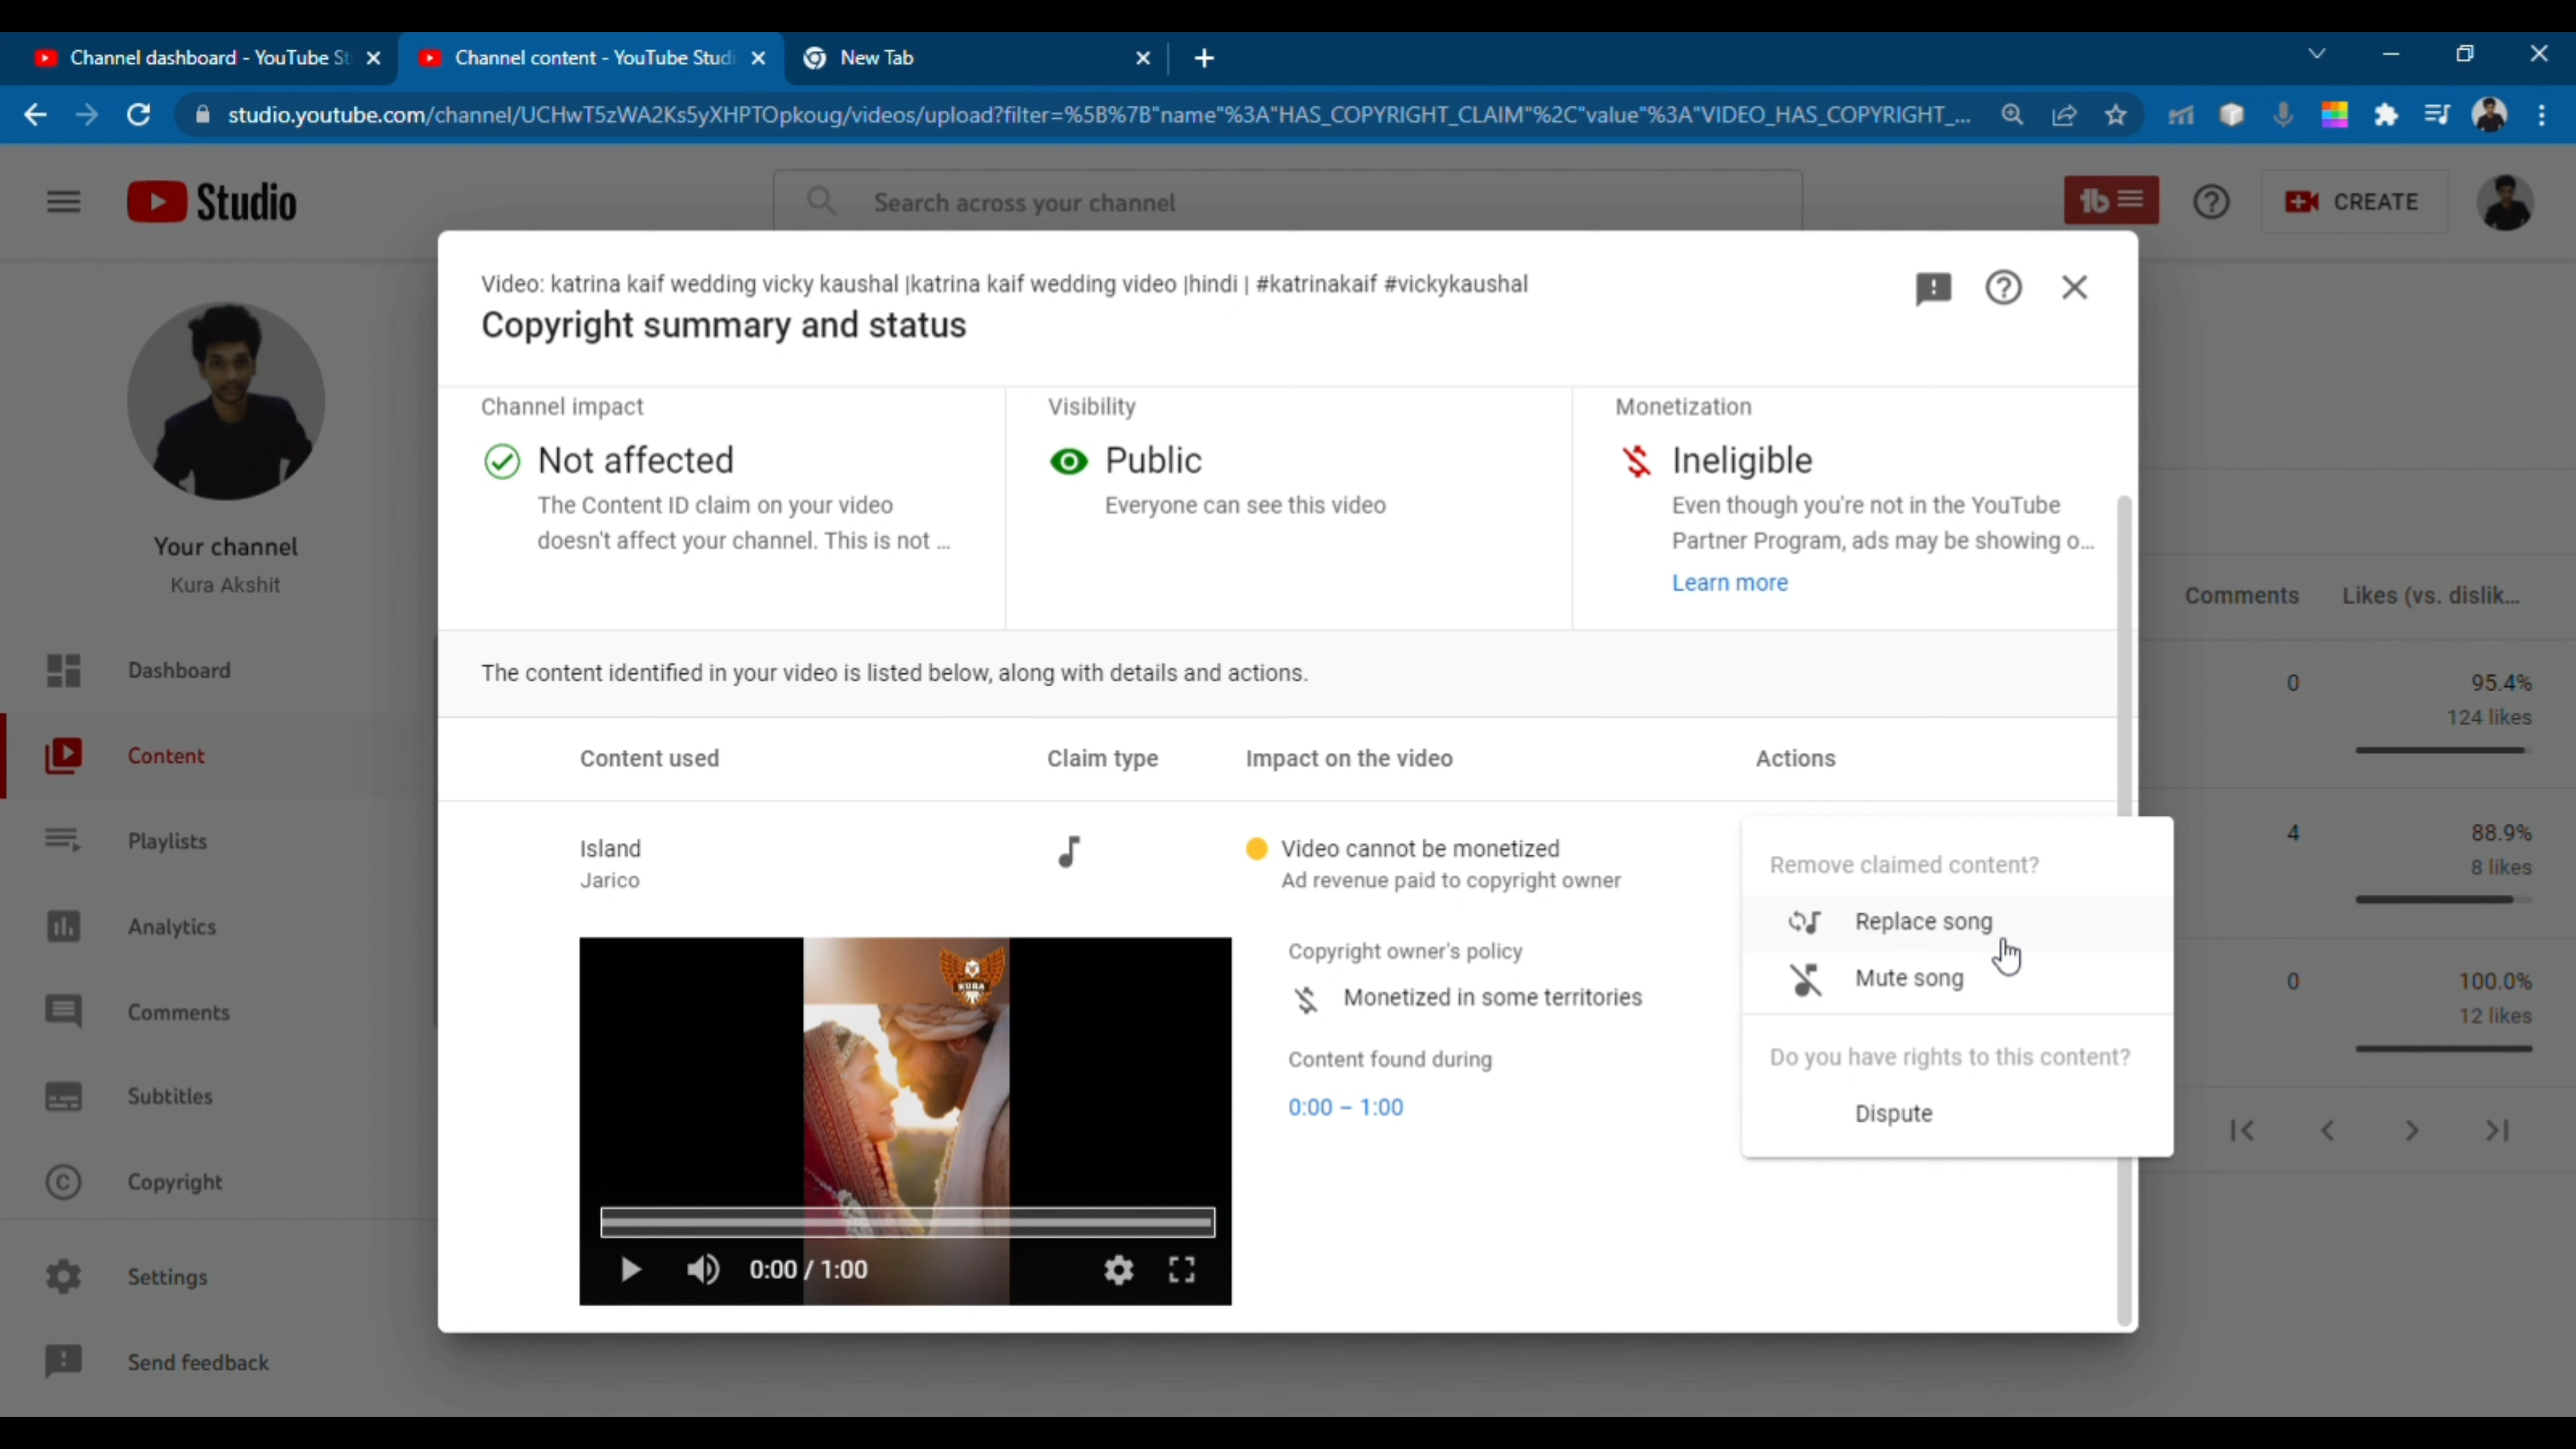 Channel dashboard - YouTube St
Channel content - YouTube Studi
New Tab
studio.youtube.com/channel/UCHwT5zWA2Ks5yXHPTOpkoug/videos/upload?filter=%5B%7B"name"%3A"HAS_COPYRIGHT_CLAIM"%2C"value"%3A"VIDEO_HAS_COPYRIGHT_...
Studio
Search across your channel
tb
CREATE
Video: katrina kaif wedding vicky kaushal |katrina kaif wedding video |hindi | #katrinakaif #vickykaushal
Copyright summary and status
Channel impact
Not affected
The Content ID claim on your video
doesn't affect your channel. This is not ...
Visibility
Public
Everyone can see this video
Monetization
Ineligible
Even though you're not in the YouTube
Partner Program, ads may be showing o...
Learn more
Your channel
Kura Akshit
Dashboard
Content
Playlists
Analytics
Comments
Subtitles
Copyright
Settings
Send feedback
The content identified in your video is listed below, along with details and actions.
Content used
Claim type
Impact on the video
Actions
Island
Jarico
Video cannot be monetized
Ad revenue paid to copyright owner
Copyright owner's policy
Monetized in some territories
Content found during
0:00 – 1:00
KURA
0:00 / 1:00
Remove claimed content?
Replace song
Mute song
Do you have rights to this content?
Dispute
Comments
Likes (vs. dislik...
0
95.4%
124 likes
4
88.9%
8 likes
0
100.0%
12 likes